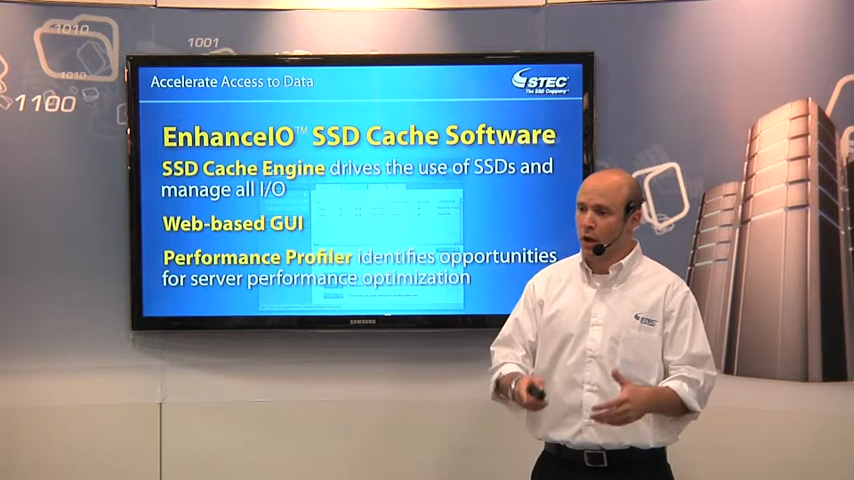 1010
1010
1001
1100
Accelerate Access to Data
STEC
The SSD Company
EnhanceIO™ SSD Cache Software
SSD Cache Engine drives the use of SSDs and
manage all I/O
Web-based GUI
Performance Profiler identifies opportunities
for server performance optimization
SAMSUNG
STEC